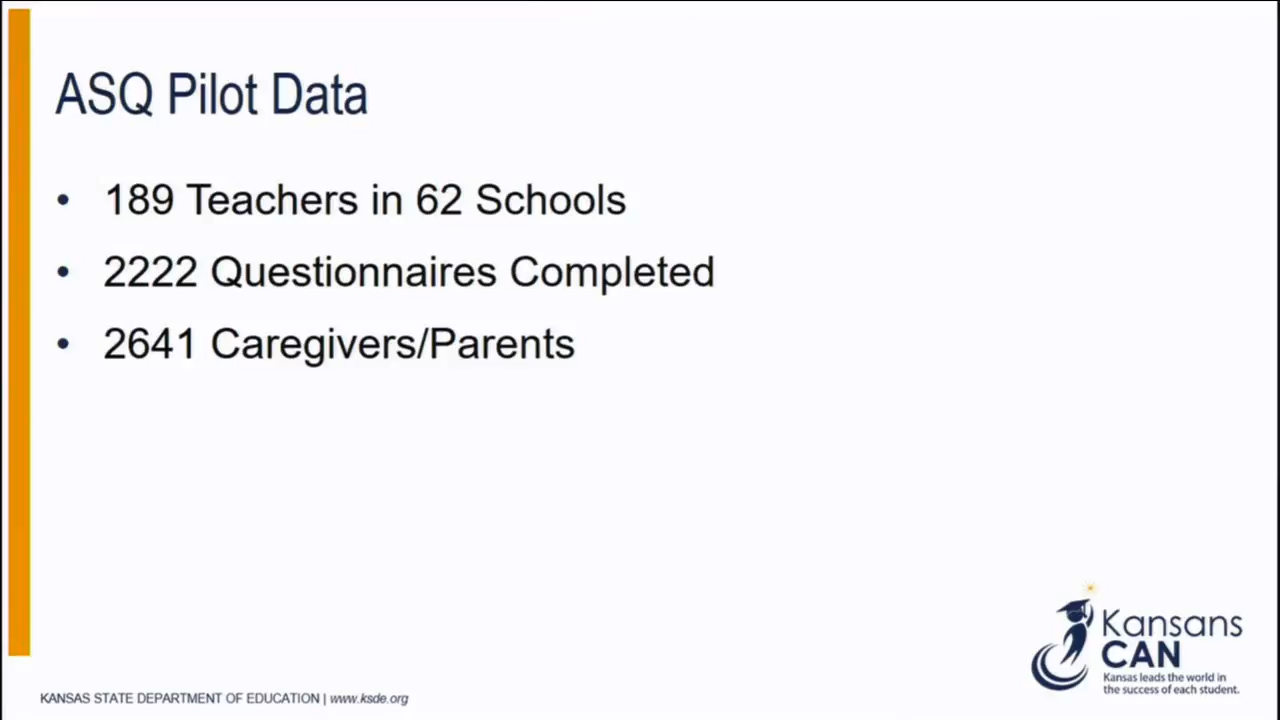 ASQ Pilot Data
• 189 Teachers in 62 Schools
• 2222 Questionnaires Completed
• 2641 Caregivers/Parents
Kansans
CAN
Kansas leads the world in
the success of each student.
KANSAS STATE DEPARTMENT OF EDUCATION | www.ksde.org